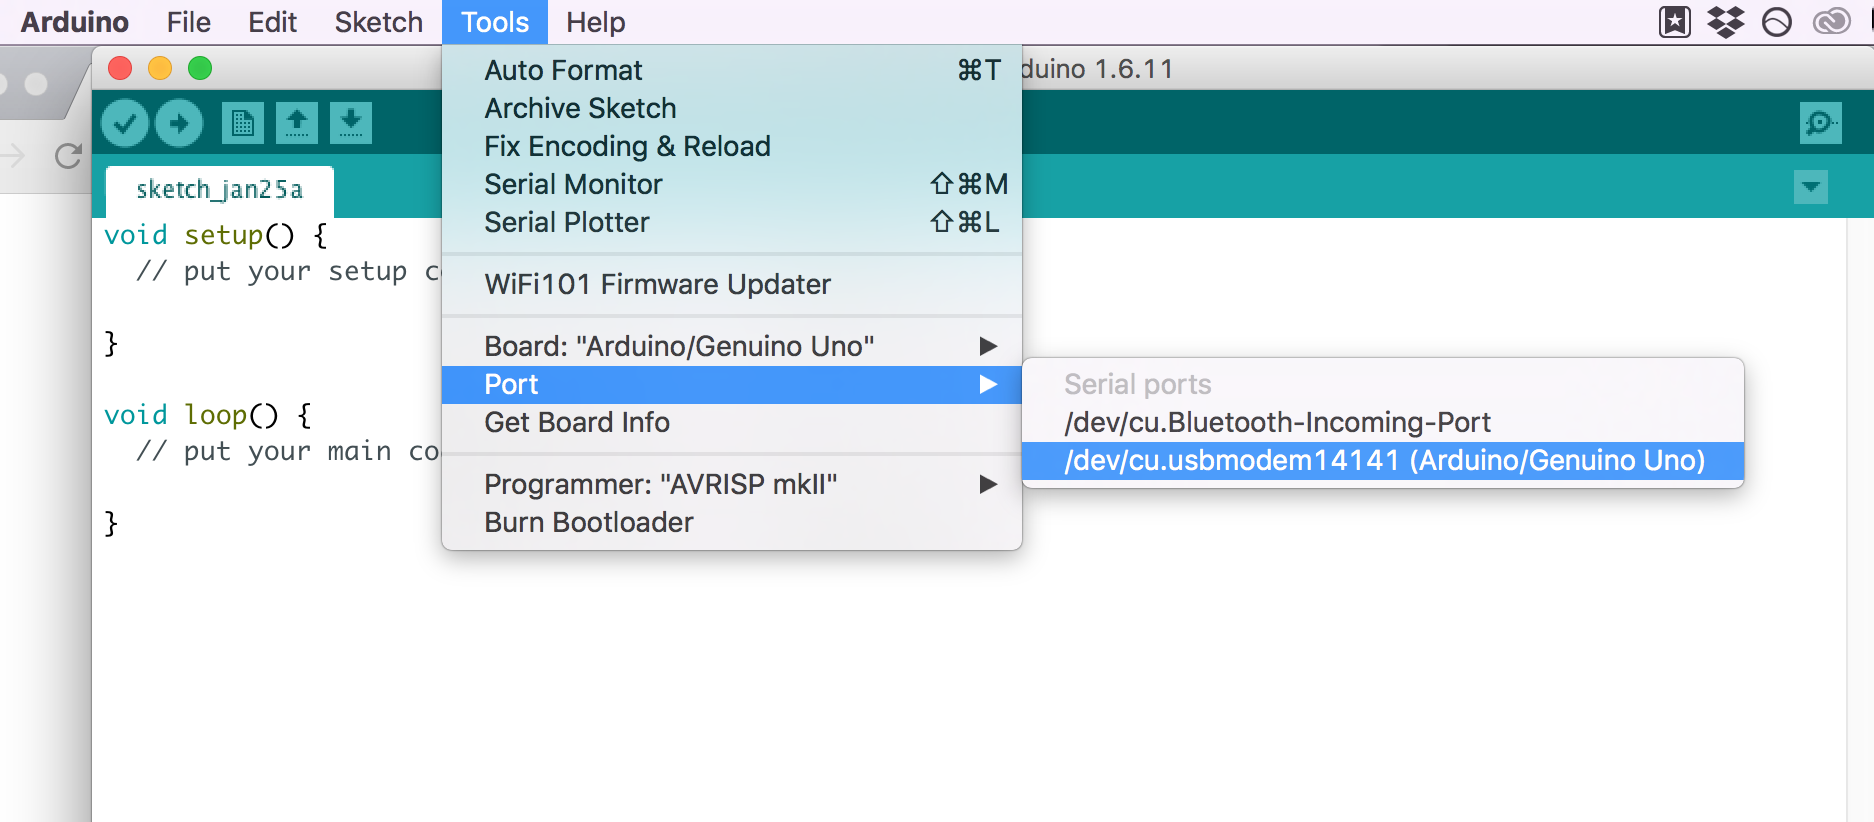 Arduino File Edit Sketch Tools Help
duino 1.6.11
Auto Format ⌘T
Archive Sketch
Fix Encoding & Reload
Serial Monitor ⇧⌘M
Serial Plotter ⇧⌘L
WiFi101 Firmware Updater
Board: "Arduino/Genuino Uno"
Port
Get Board Info
Programmer: "AVRISP mkII"
Burn Bootloader
Serial ports
/dev/cu.Bluetooth-Incoming-Port
/dev/cu.usbmodem14141 (Arduino/Genuino Uno)
sketch_jan25a
void setup() {
// put your setup c
}
void loop() {
// put your main co
}